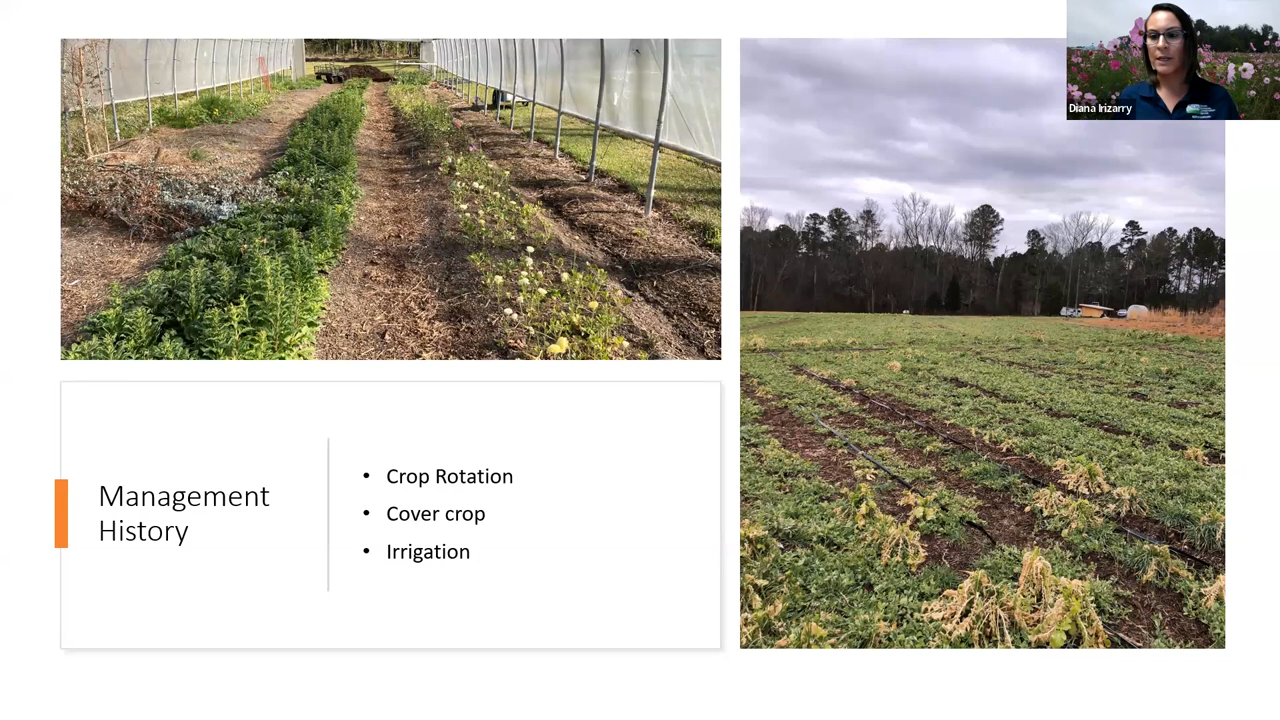 Diana Irizarry
Management
History
• Crop Rotation
• Cover crop
• Irrigation